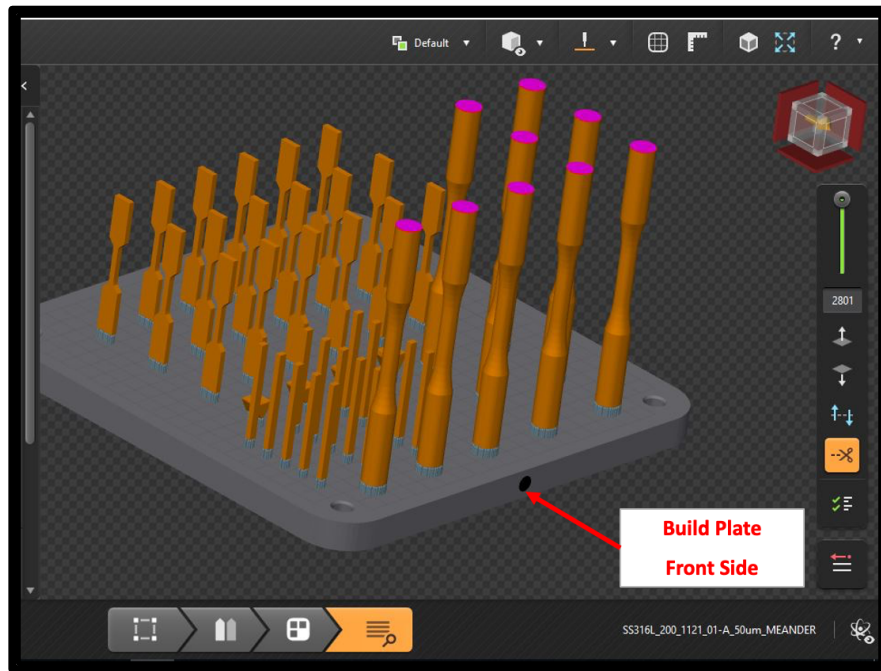 Default
?
2801
Build Plate
Front Side
SS316L_200_1121_01-A_50um_MEANDER